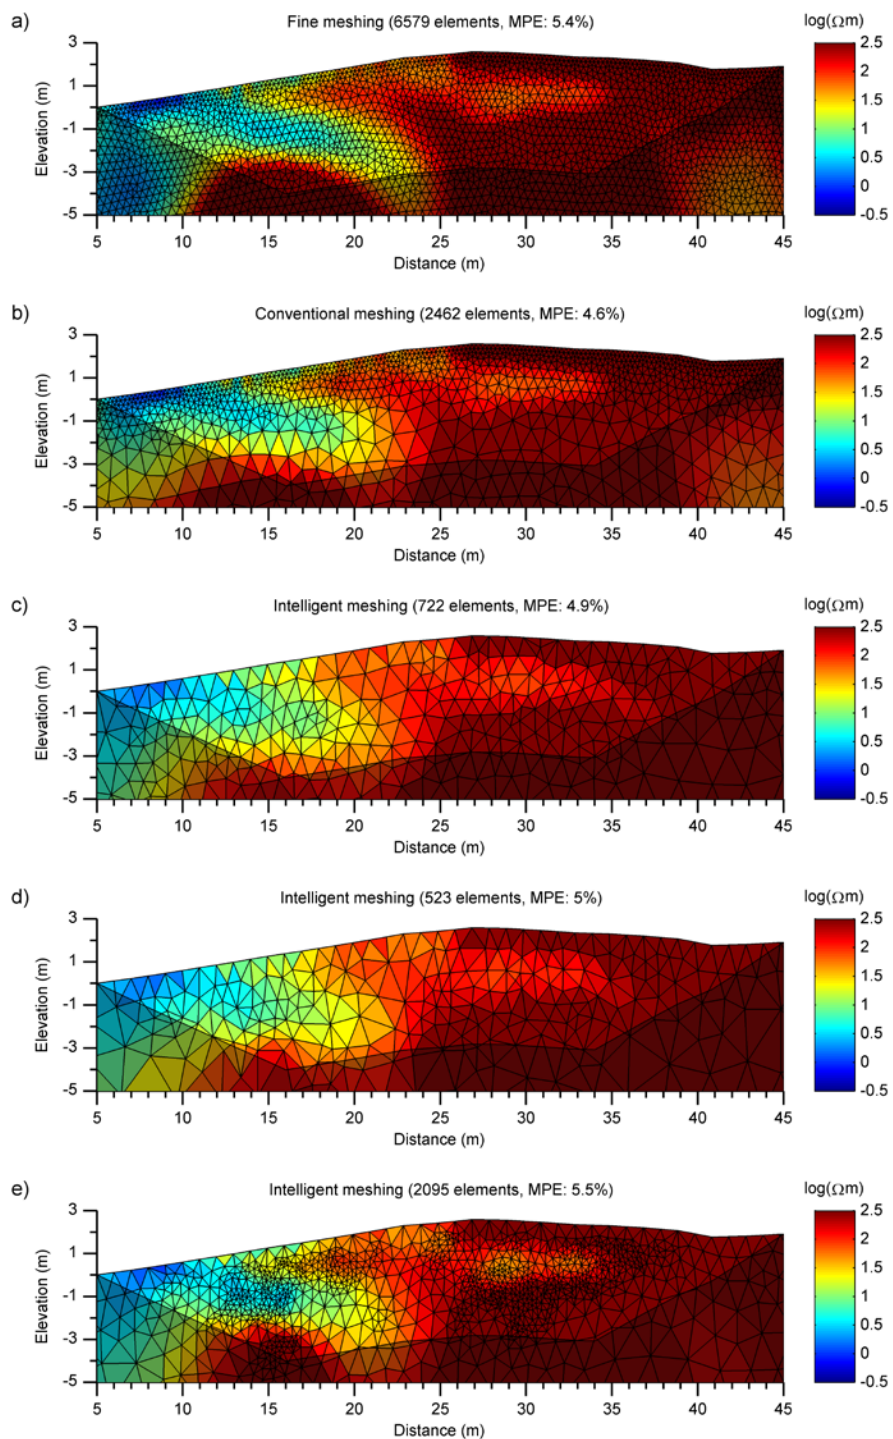 a)
Fine meshing (6579 elements, MPE: 5.4%)
log(Ωm)
Elevation (m)
3
1
-1
-3
-5
5 10 15 20 25 30 35 40 45
Distance (m)
2.5
2
1.5
1
0.5
0
-0.5
b)
Conventional meshing (2462 elements, MPE: 4.6%)
log(Ωm)
Elevation (m)
3
1
-1
-3
-5
5 10 15 20 25 30 35 40 45
Distance (m)
2.5
2
1.5
1
0.5
0
-0.5
c)
Intelligent meshing (722 elements, MPE: 4.9%)
log(Ωm)
Elevation (m)
3
1
-1
-3
-5
5 10 15 20 25 30 35 40 45
Distance (m)
2.5
2
1.5
1
0.5
0
-0.5
d)
Intelligent meshing (523 elements, MPE: 5%)
log(Ωm)
Elevation (m)
3
1
-1
-3
-5
5 10 15 20 25 30 35 40 45
Distance (m)
2.5
2
1.5
1
0.5
0
-0.5
e)
Intelligent meshing (2095 elements, MPE: 5.5%)
log(Ωm)
Elevation (m)
3
1
-1
-3
-5
5 10 15 20 25 30 35 40 45
Distance (m)
2.5
2
1.5
1
0.5
0
-0.5